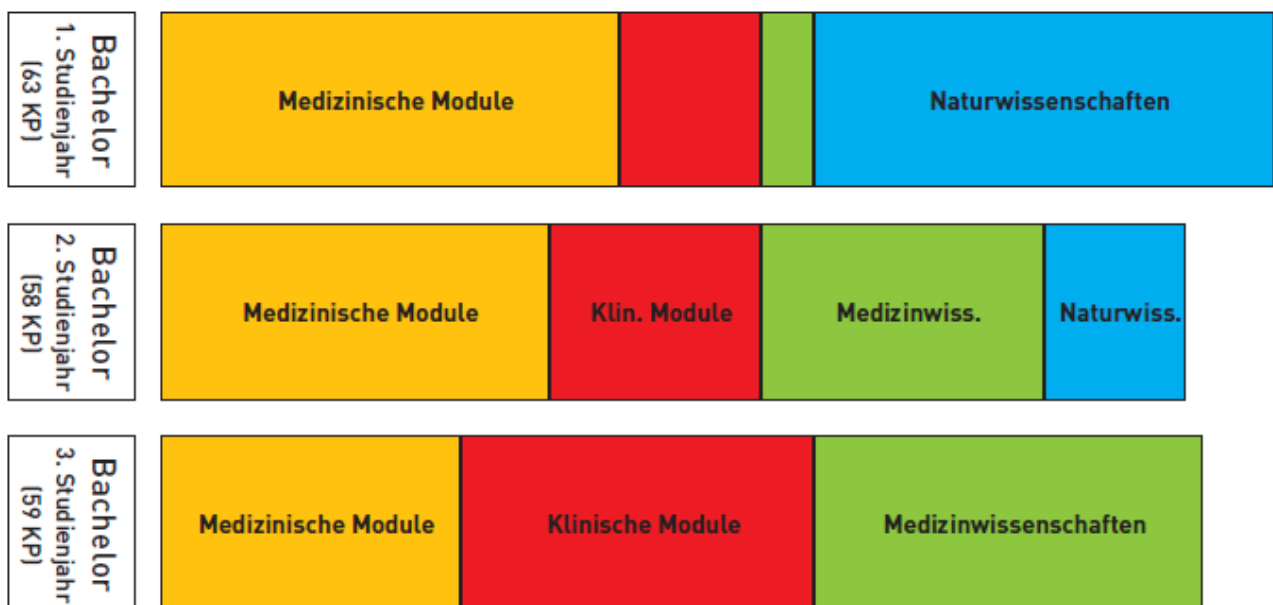 Bachelor
1. Studienjahr
(63 KP)
Medizinische Module
Naturwissenschaften
Bachelor
2. Studienjahr
(58 KP)
Medizinische Module
Klin. Module
Medizinwiss.
Naturwiss.
Bachelor
3. Studienjahr
(59 KP)
Medizinische Module
Klinische Module
Medizinwissenschaften